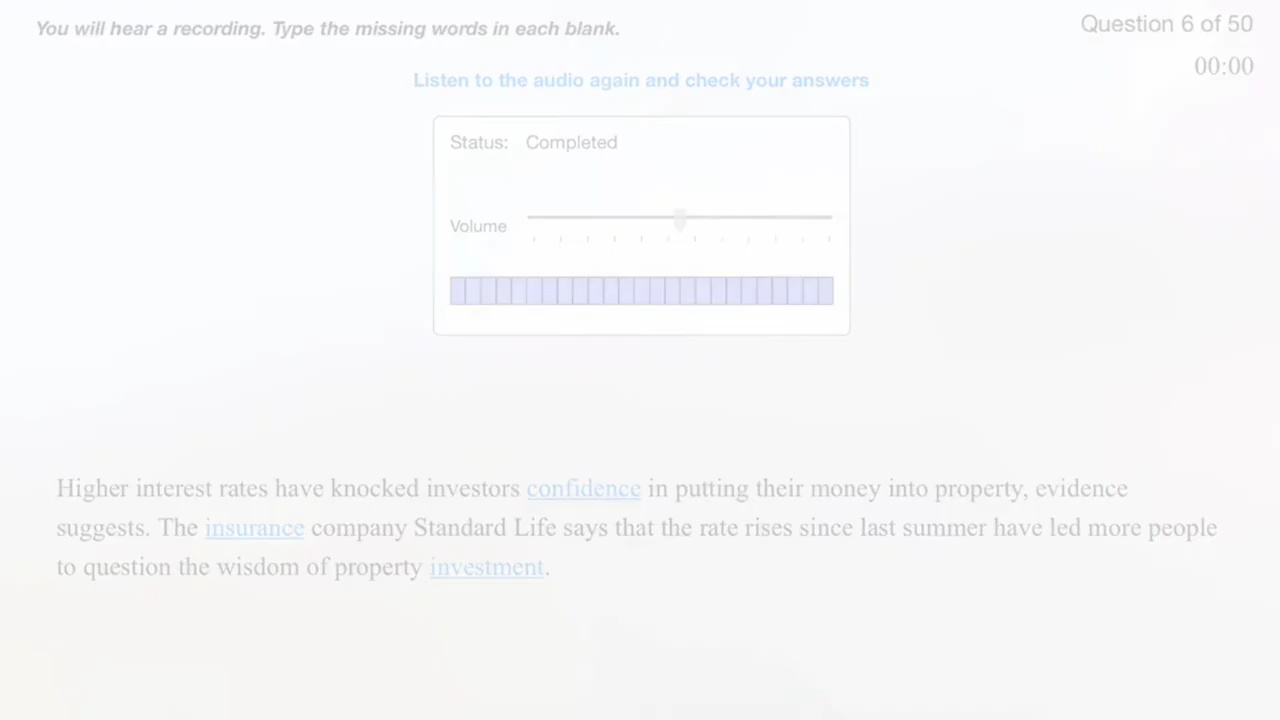 You will hear a recording. Type the missing words in each blank.
Question 6 of 50
00:00
Listen to the audio again and check your answers
Status: Completed
Volume
Higher interest rates have knocked investors confidence in putting their money into property, evidence
suggests. The insurance company Standard Life says that the rate rises since last summer have led more people
to question the wisdom of property investment.